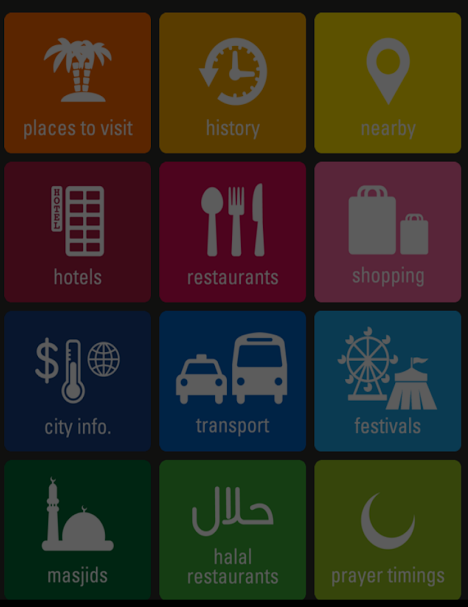 places to visit
history
nearby
HOTEL
hotels
restaurants
shopping
$
city info.
transport
festivals
masjids
حلال
halal
restaurants
prayer timings